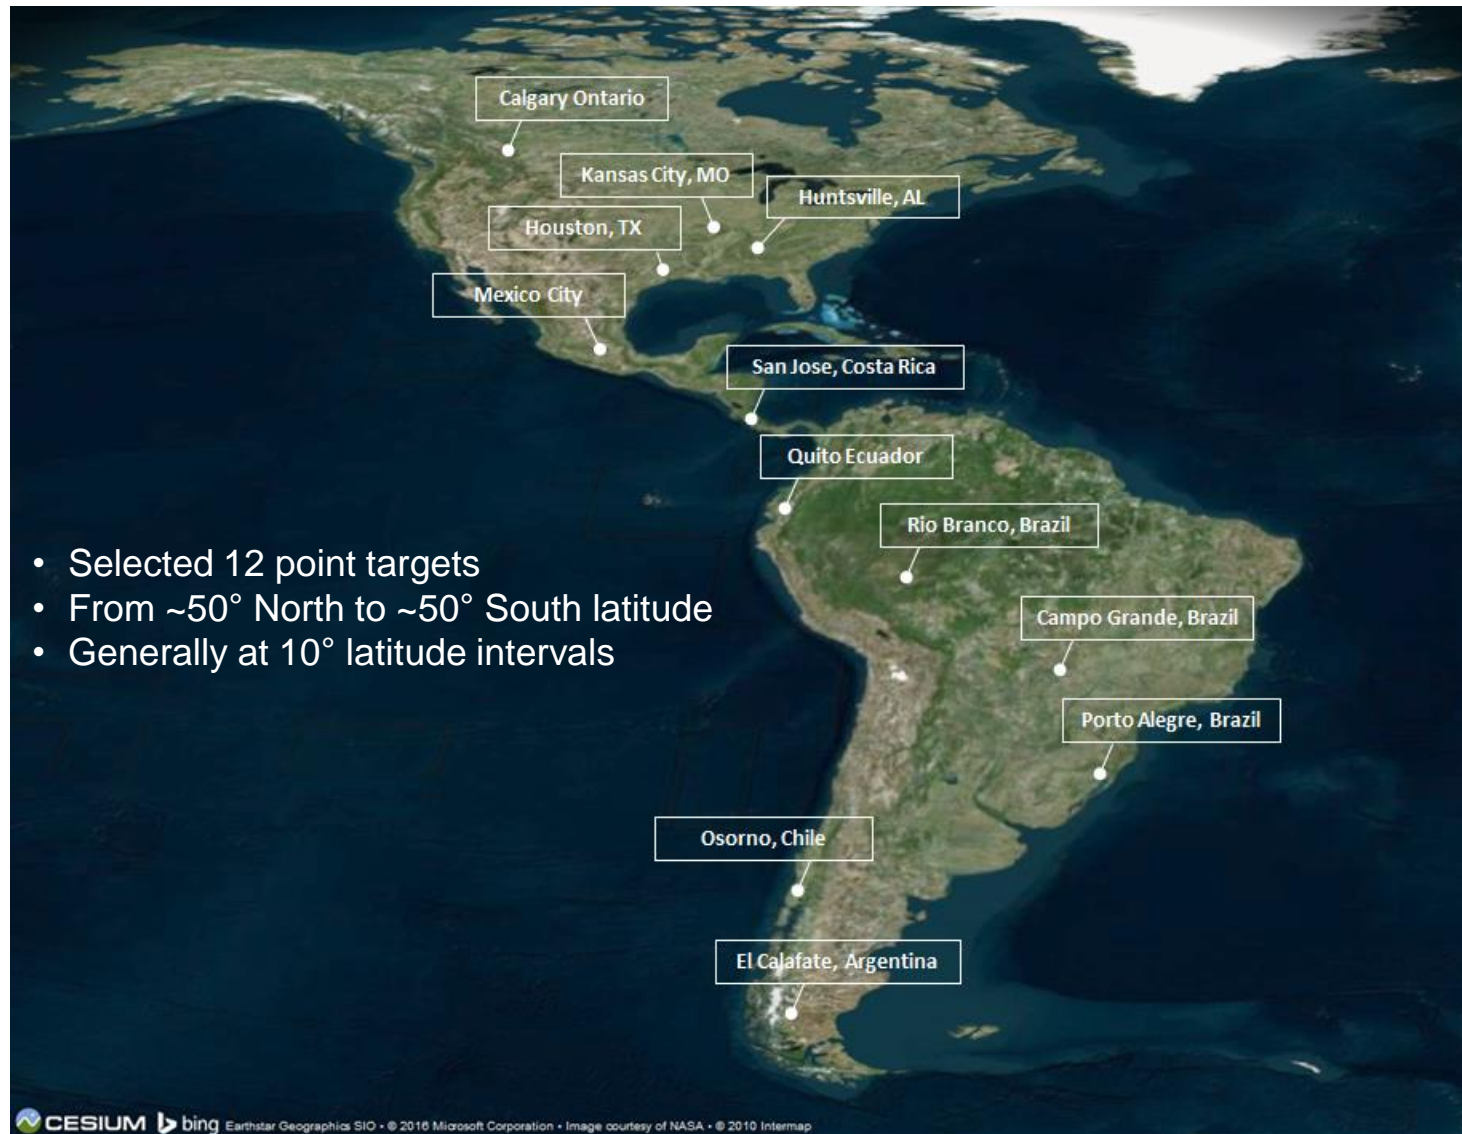 Calgary Ontario
Kansas City, MO
Huntsville, AL
Houston, TX
Mexico City
San Jose, Costa Rica
Quito Ecuador
Rio Branco, Brazil
• Selected 12 point targets
• From ~50° North to ~50° South latitude
• Generally at 10° latitude intervals
Campo Grande, Brazil
Porto Alegre, Brazil
Osorno, Chile
El Calafate, Argentina
CESIUM bing Earthstar Geographics SIO • © 2016 Microsoft Corporation • Image courtesy of NASA • © 2010 Intermap